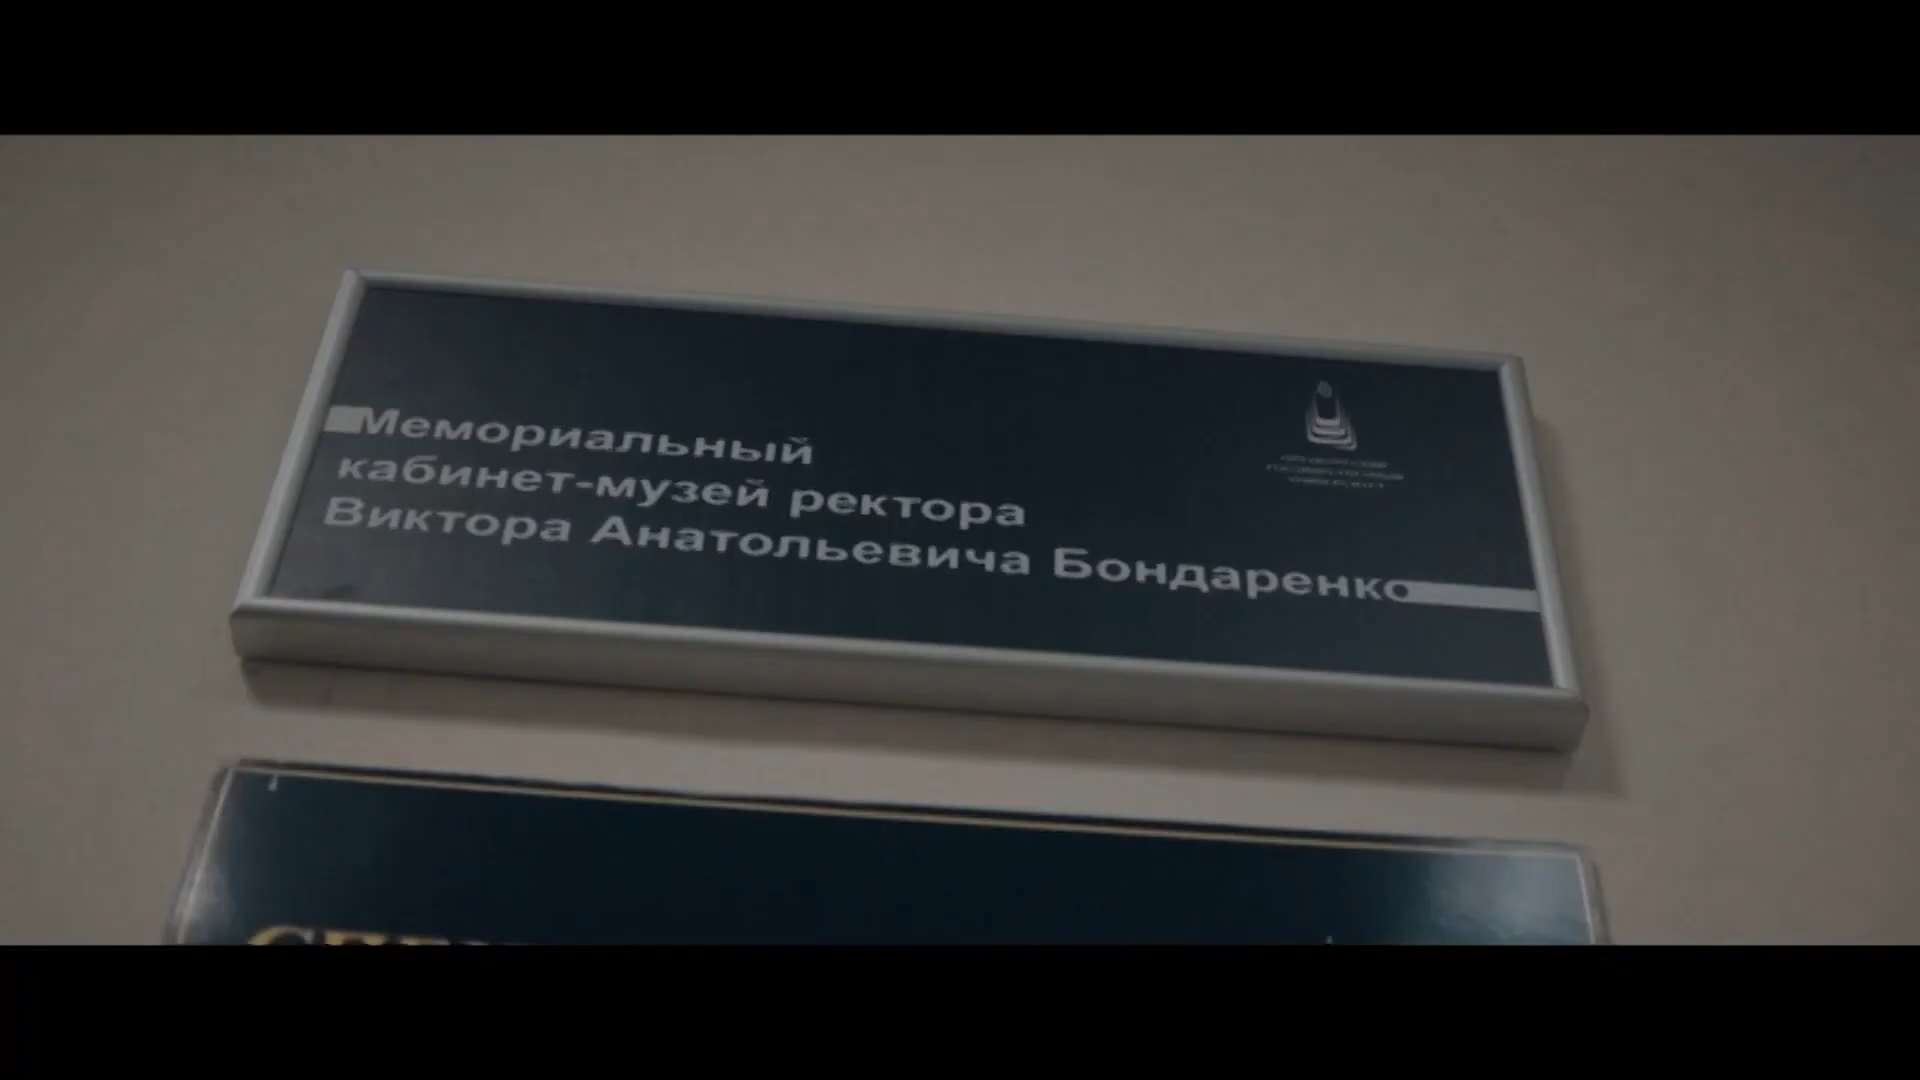 Мемориальный
кабинет-музей ректора
Виктора Анатольевича Бондаренко